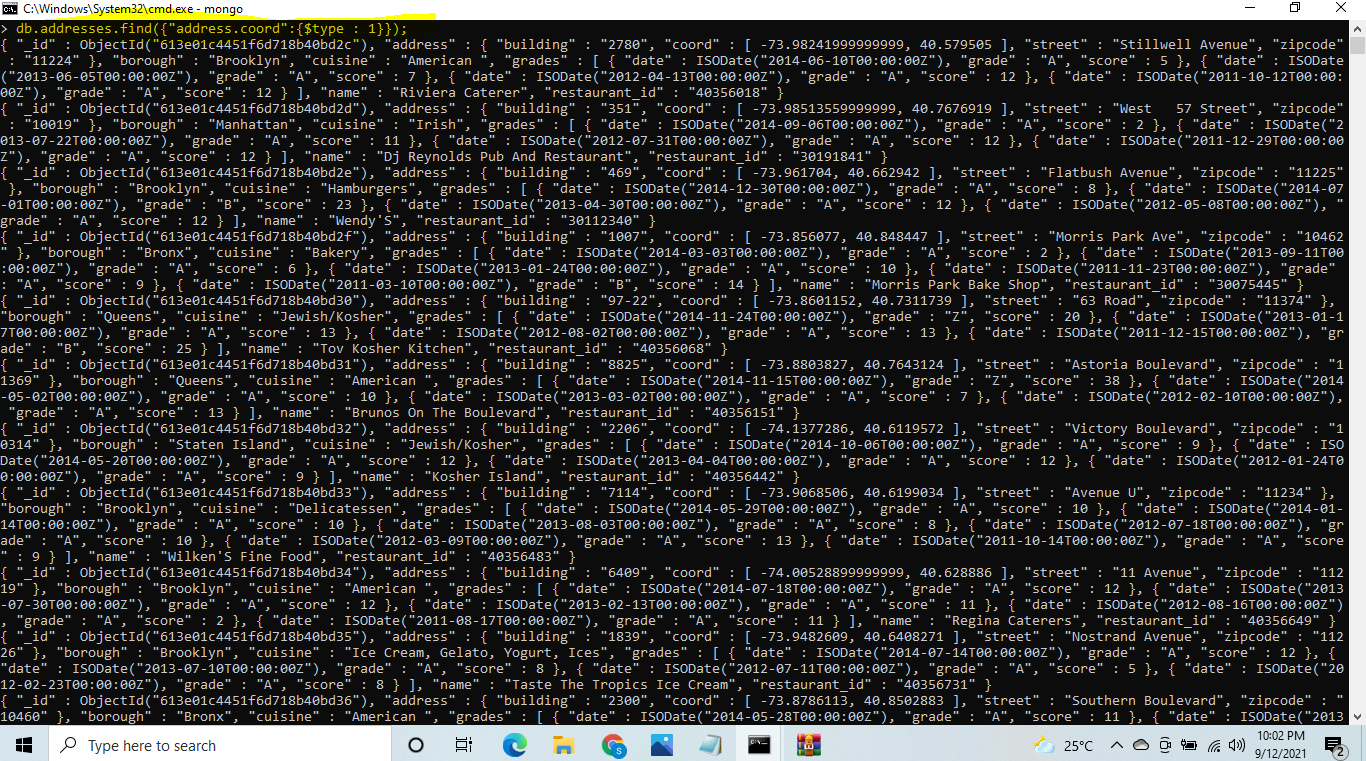 C:\Windows\System32\cmd.exe - mongo
> db.addresses.find({"address.coord":{$type : 1}});
{ "_id" : ObjectId("613e01c4451f6d718b40bd2c"), "address" : { "building" : "2780", "coord" : [ -73.98241999999999, 40.579505 ], "street" : "Stillwell Avenue", "zipcode"
 : "11224" }, "borough" : "Brooklyn", "cuisine" : "American ", "grades" : [ { "date" : ISODate("2014-06-10T00:00:00Z"), "grade" : "A", "score" : 5 }, { "date" : ISODate
("2013-06-05T00:00:00Z"), "grade" : "A", "score" : 7 }, { "date" : ISODate("2012-04-13T00:00:00Z"), "grade" : "A", "score" : 12 }, { "date" : ISODate("2011-10-12T00:00:
00Z"), "grade" : "A", "score" : 12 } ], "name" : "Riviera Caterer", "restaurant_id" : "40356018" }
{ "_id" : ObjectId("613e01c4451f6d718b40bd2d"), "address" : { "building" : "351", "coord" : [ -73.98513559999999, 40.7676919 ], "street" : "West   57 Street", "zipcode"
 : "10019" }, "borough" : "Manhattan", "cuisine" : "Irish", "grades" : [ { "date" : ISODate("2014-09-06T00:00:00Z"), "grade" : "A", "score" : 2 }, { "date" : ISODate("2
013-07-22T00:00:00Z"), "grade" : "A", "score" : 11 }, { "date" : ISODate("2012-07-31T00:00:00Z"), "grade" : "A", "score" : 12 }, { "date" : ISODate("2011-12-29T00:00:00
Z"), "grade" : "A", "score" : 12 } ], "name" : "Dj Reynolds Pub And Restaurant", "restaurant_id" : "30191841" }
{ "_id" : ObjectId("613e01c4451f6d718b40bd2e"), "address" : { "building" : "469", "coord" : [ -73.961704, 40.662942 ], "street" : "Flatbush Avenue", "zipcode" : "11225"
 }, "borough" : "Brooklyn", "cuisine" : "Hamburgers", "grades" : [ { "date" : ISODate("2014-12-30T00:00:00Z"), "grade" : "A", "score" : 8 }, { "date" : ISODate("2014-07
-01T00:00:00Z"), "grade" : "B", "score" : 23 }, { "date" : ISODate("2013-04-30T00:00:00Z"), "grade" : "A", "score" : 12 }, { "date" : ISODate("2012-05-08T00:00:00Z"), "
grade" : "A", "score" : 12 } ], "name" : "Wendy'S", "restaurant_id" : "30112340" }
{ "_id" : ObjectId("613e01c4451f6d718b40bd2f"), "address" : { "building" : "1007", "coord" : [ -73.856077, 40.848447 ], "street" : "Morris Park Ave", "zipcode" : "10462
" }, "borough" : "Bronx", "cuisine" : "Bakery", "grades" : [ { "date" : ISODate("2014-03-03T00:00:00Z"), "grade" : "A", "score" : 2 }, { "date" : ISODate("2013-09-11T00
:00:00Z"), "grade" : "A", "score" : 6 }, { "date" : ISODate("2013-01-24T00:00:00Z"), "grade" : "A", "score" : 10 }, { "date" : ISODate("2011-11-23T00:00:00Z"), "grade" :
"A", "score" : 9 }, { "date" : ISODate("2011-03-10T00:00:00Z"), "grade" : "B", "score" : 14 } ], "name" : "Morris Park Bake Shop", "restaurant_id" : "30075445" }
{ "_id" : ObjectId("613e01c4451f6d718b40bd30"), "address" : { "building" : "97-22", "coord" : [ -73.8601152, 40.7311739 ], "street" : "63 Road", "zipcode" : "11374" },
"borough" : "Queens", "cuisine" : "Jewish/Kosher", "grades" : [ { "date" : ISODate("2014-11-24T00:00:00Z"), "grade" : "Z", "score" : 20 }, { "date" : ISODate("2013-01-1
7T00:00:00Z"), "grade" : "A", "score" : 13 }, { "date" : ISODate("2012-08-02T00:00:00Z"), "grade" : "A", "score" : 13 }, { "date" : ISODate("2011-12-15T00:00:00Z"), "gr
ade" : "B", "score" : 25 } ], "name" : "Tov Kosher Kitchen", "restaurant_id" : "40356068" }
{ "_id" : ObjectId("613e01c4451f6d718b40bd31"), "address" : { "building" : "8825", "coord" : [ -73.8803827, 40.7643124 ], "street" : "Astoria Boulevard", "zipcode" : "1
1369" }, "borough" : "Queens", "cuisine" : "American ", "grades" : [ { "date" : ISODate("2014-11-15T00:00:00Z"), "grade" : "Z", "score" : 38 }, { "date" : ISODate("2014
-05-02T00:00:00Z"), "grade" : "A", "score" : 10 }, { "date" : ISODate("2013-03-02T00:00:00Z"), "grade" : "A", "score" : 7 }, { "date" : ISODate("2012-02-10T00:00:00Z"),
 "grade" : "A", "score" : 13 } ], "name" : "Brunos On The Boulevard", "restaurant_id" : "40356151" }
{ "_id" : ObjectId("613e01c4451f6d718b40bd32"), "address" : { "building" : "2206", "coord" : [ -74.1377286, 40.6119572 ], "street" : "Victory Boulevard", "zipcode" : "1
0314" }, "borough" : "Staten Island", "cuisine" : "Jewish/Kosher", "grades" : [ { "date" : ISODate("2014-10-06T00:00:00Z"), "grade" : "A", "score" : 9 }, { "date" : ISO
Date("2014-05-20T00:00:00Z"), "grade" : "A", "score" : 12 }, { "date" : ISODate("2013-04-04T00:00:00Z"), "grade" : "A", "score" : 12 }, { "date" : ISODate("2012-01-24T0
0:00:00Z"), "grade" : "A", "score" : 9 } ], "name" : "Kosher Island", "restaurant_id" : "40356442" }
{ "_id" : ObjectId("613e01c4451f6d718b40bd33"), "address" : { "building" : "7114", "coord" : [ -73.9068506, 40.6199034 ], "street" : "Avenue U", "zipcode" : "11234" },
"borough" : "Brooklyn", "cuisine" : "Delicatessen", "grades" : [ { "date" : ISODate("2014-05-29T00:00:00Z"), "grade" : "A", "score" : 10 }, { "date" : ISODate("2014-01-
14T00:00:00Z"), "grade" : "A", "score" : 10 }, { "date" : ISODate("2013-08-03T00:00:00Z"), "grade" : "A", "score" : 8 }, { "date" : ISODate("2012-07-18T00:00:00Z"), "gr
ade" : "A", "score" : 10 }, { "date" : ISODate("2012-03-09T00:00:00Z"), "grade" : "A", "score" : 13 }, { "date" : ISODate("2011-10-14T00:00:00Z"), "grade" : "A", "score
" : 9 } ], "name" : "Wilken'S Fine Food", "restaurant_id" : "40356483" }
{ "_id" : ObjectId("613e01c4451f6d718b40bd34"), "address" : { "building" : "6409", "coord" : [ -74.00528899999999, 40.628886 ], "street" : "11 Avenue", "zipcode" : "112
19" }, "borough" : "Brooklyn", "cuisine" : "American ", "grades" : [ { "date" : ISODate("2014-07-18T00:00:00Z"), "grade" : "A", "score" : 12 }, { "date" : ISODate("2013
-07-30T00:00:00Z"), "grade" : "A", "score" : 12 }, { "date" : ISODate("2013-02-13T00:00:00Z"), "grade" : "A", "score" : 11 }, { "date" : ISODate("2012-08-16T00:00:00Z")
, "grade" : "A", "score" : 2 }, { "date" : ISODate("2011-08-17T00:00:00Z"), "grade" : "A", "score" : 11 } ], "name" : "Regina Caterers", "restaurant_id" : "40356649" }
{ "_id" : ObjectId("613e01c4451f6d718b40bd35"), "address" : { "building" : "1839", "coord" : [ -73.9482609, 40.6408271 ], "street" : "Nostrand Avenue", "zipcode" : "112
26" }, "borough" : "Brooklyn", "cuisine" : "Ice Cream, Gelato, Yogurt, Ices", "grades" : [ { "date" : ISODate("2014-07-14T00:00:00Z"), "grade" : "A", "score" : 12 }, {
"date" : ISODate("2013-07-10T00:00:00Z"), "grade" : "A", "score" : 8 }, { "date" : ISODate("2012-07-11T00:00:00Z"), "grade" : "A", "score" : 5 }, { "date" : ISODate("20
12-02-23T00:00:00Z"), "grade" : "A", "score" : 8 } ], "name" : "Taste The Tropics Ice Cream", "restaurant_id" : "40356731" }
{ "_id" : ObjectId("613e01c4451f6d718b40bd36"), "address" : { "building" : "2300", "coord" : [ -73.8786113, 40.8502883 ], "street" : "Southern Boulevard", "zipcode" : "
10460" }, "borough" : "Bronx", "cuisine" : "American ", "grades" : [ { "date" : ISODate("2014-05-28T00:00:00Z"), "grade" : "A", "score" : 11 }, { "date" : ISODate("2013
Type here to search
25°C
10:02 PM
9/12/2021
2